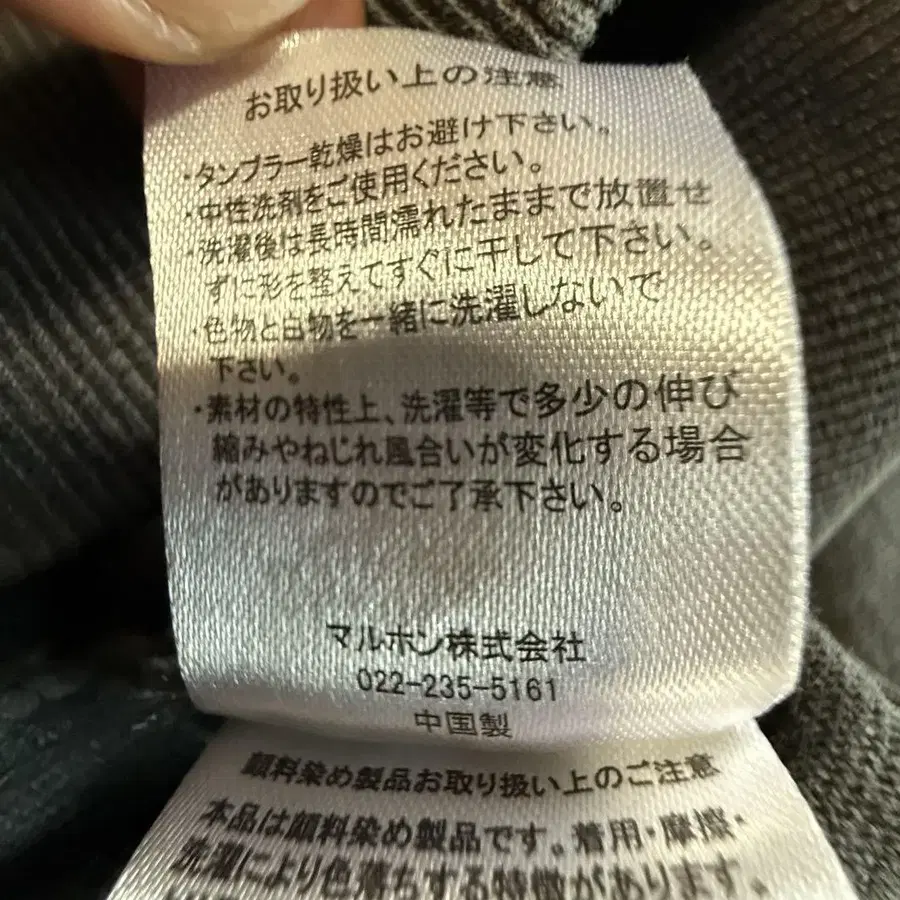 お取り扱い上の注意
・タンブラー乾燥はお避け下さい。
・中性洗剤をご使用ください。
・洗濯後は長時間濡れたままで放置せ
ずに形を整えてすぐに干して下さい。
・色物と白物を一緒に洗濯しないで
下さい。
・素材の特性上、洗濯等で多少の伸び
縮みやねじれ風合いが変化する場合
がありますのでご了承下さい。
マルホン株式会社
022-235-5161
中国製
顔料染め製品お取り扱い上のご注意
本品は顔料染め製品です。着用・摩擦・
洗濯により色落ちする特徴があります。